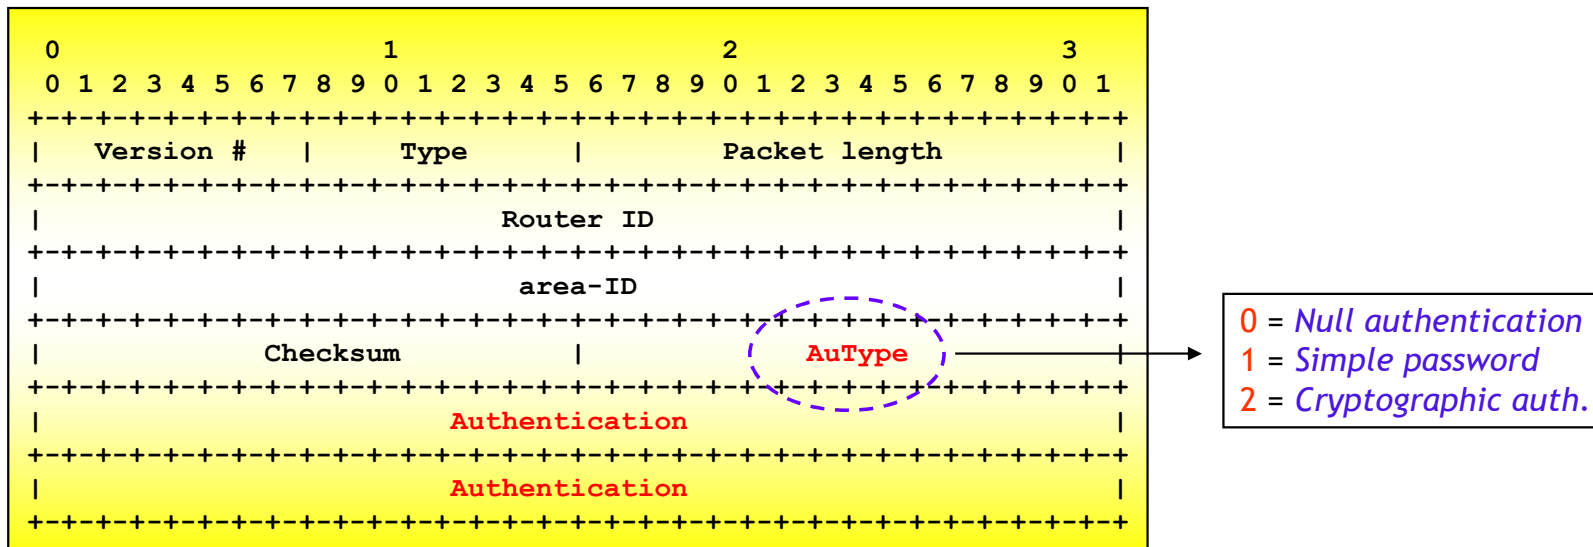 0                   1                   2                   3
0 1 2 3 4 5 6 7 8 9 0 1 2 3 4 5 6 7 8 9 0 1 2 3 4 5 6 7 8 9 0 1
+-+-+-+-+-+-+-+-+-+-+-+-+-+-+-+-+-+-+-+-+-+-+-+-+-+-+-+-+-+-+-+-+
| Version # | Type | Packet length |
+-+-+-+-+-+-+-+-+-+-+-+-+-+-+-+-+-+-+-+-+-+-+-+-+-+-+-+-+-+-+-+-+
| Router ID |
+-+-+-+-+-+-+-+-+-+-+-+-+-+-+-+-+-+-+-+-+-+-+-+-+-+-+-+-+-+-+-+-+
| area-ID |
+-+-+-+-+-+-+-+-+-+-+-+-+-+-+-+-+-+-+-+-+-+-+-+-+-+-+-+-+-+-+-+-+
| Checksum | AuType |
+-+-+-+-+-+-+-+-+-+-+-+-+-+-+-+-+-+-+-+-+-+-+-+-+-+-+-+-+-+-+-+-+
| Authentication |
+-+-+-+-+-+-+-+-+-+-+-+-+-+-+-+-+-+-+-+-+-+-+-+-+-+-+-+-+-+-+-+-+
| Authentication |
+-+-+-+-+-+-+-+-+-+-+-+-+-+-+-+-+-+-+-+-+-+-+-+-+-+-+-+-+-+-+-+-+
0 = Null authentication
1 = Simple password
2 = Cryptographic auth.